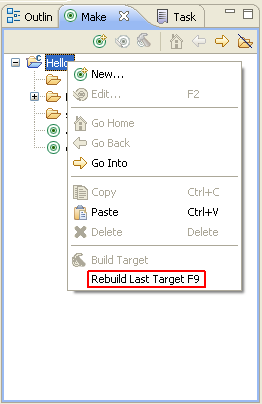 Outlin Make Task
Hello
New...
Edit... F2
Go Home
Go Back
Go Into
Copy Ctrl+C
Paste Ctrl+V
Delete Delete
Build Target
Rebuild Last Target F9